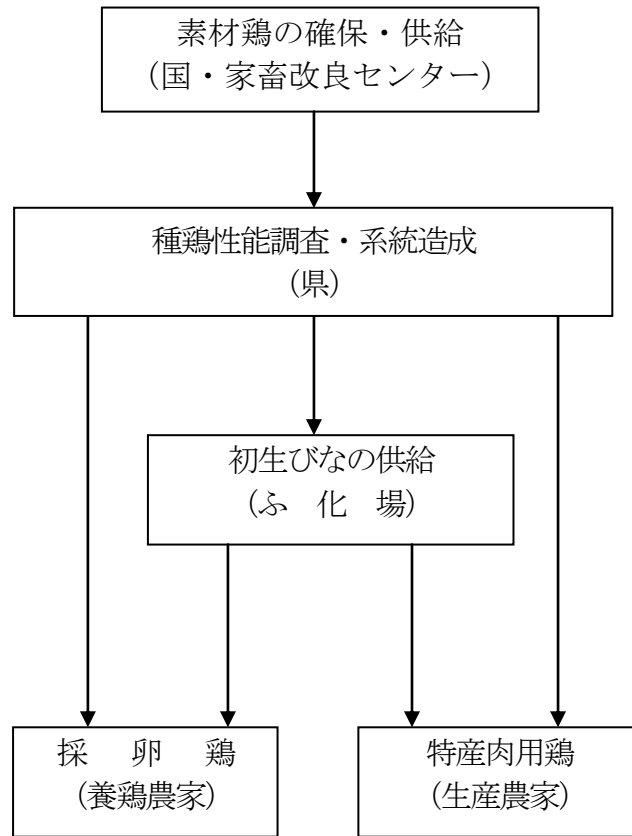 素材鶏の確保・供給
（国・家畜改良センター）
種鶏性能調査・系統造成
（県）
初生びなの供給
（ふ　化　場）
採　卵　鶏
（養鶏農家）
特産肉用鶏
（生産農家）